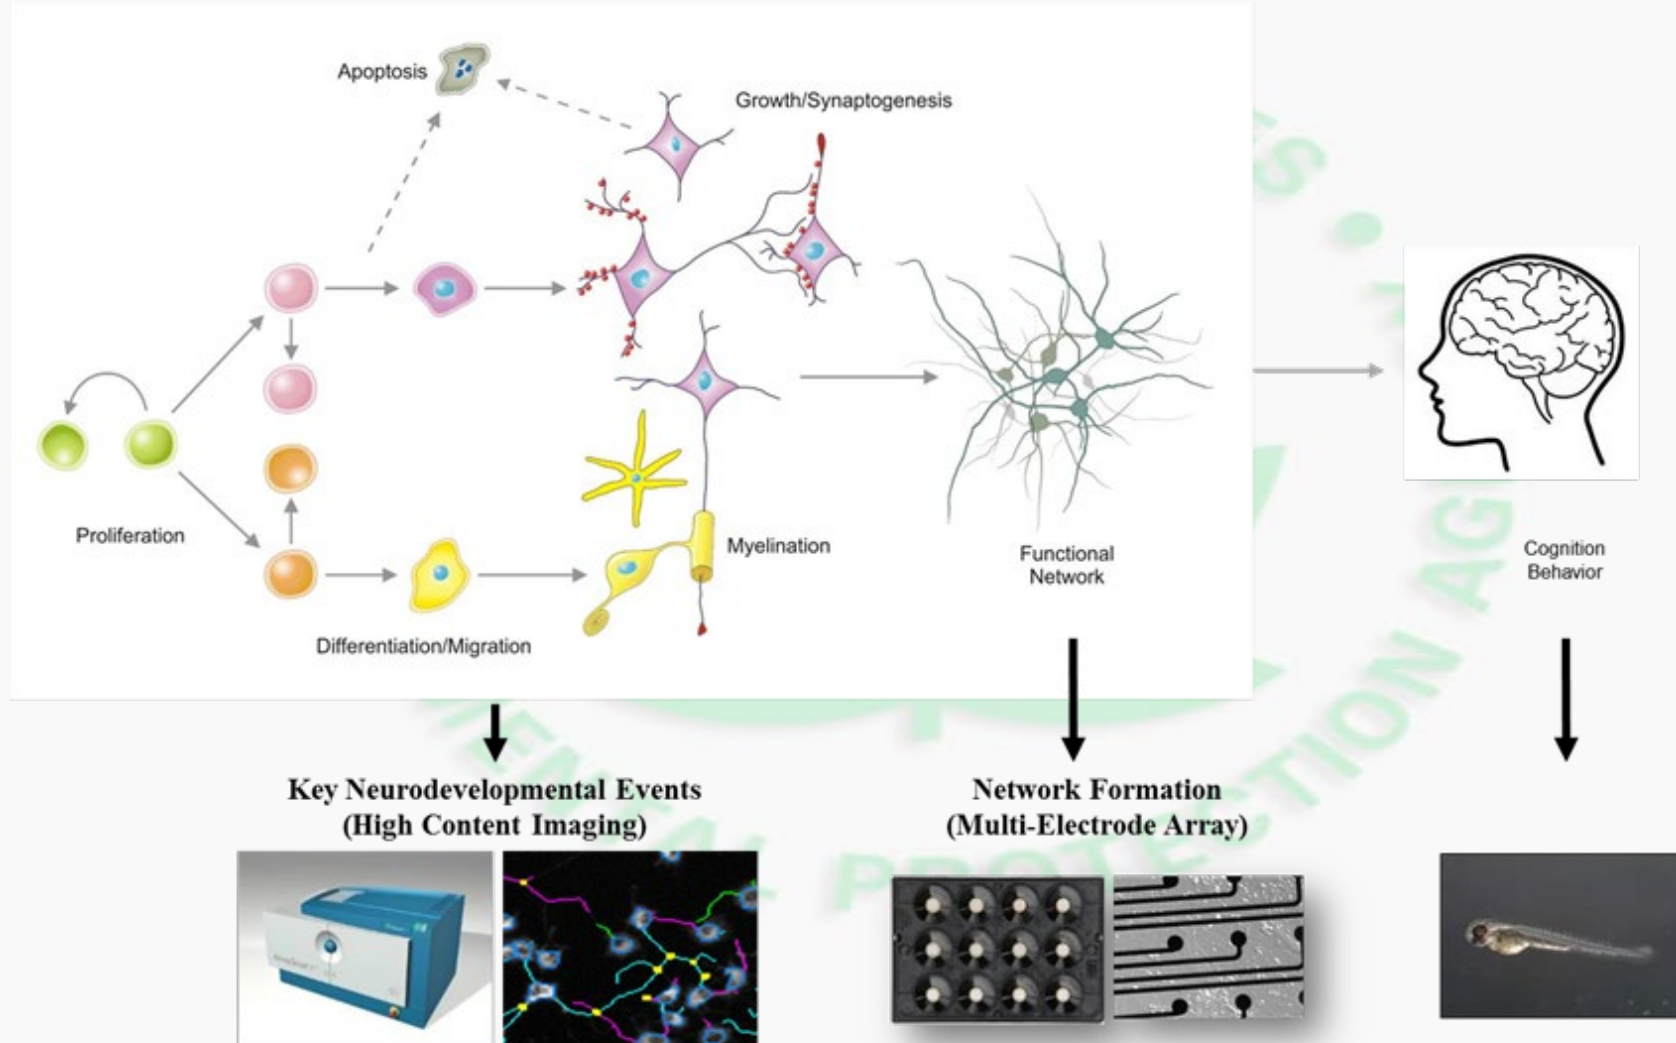 Apoptosis
Growth/Synaptogenesis
Proliferation
Differentiation/Migration
Myelination
Functional
Network
Cognition
Behavior
Key Neurodevelopmental Events
(High Content Imaging)
Network Formation
(Multi-Electrode Array)
PROTECTION